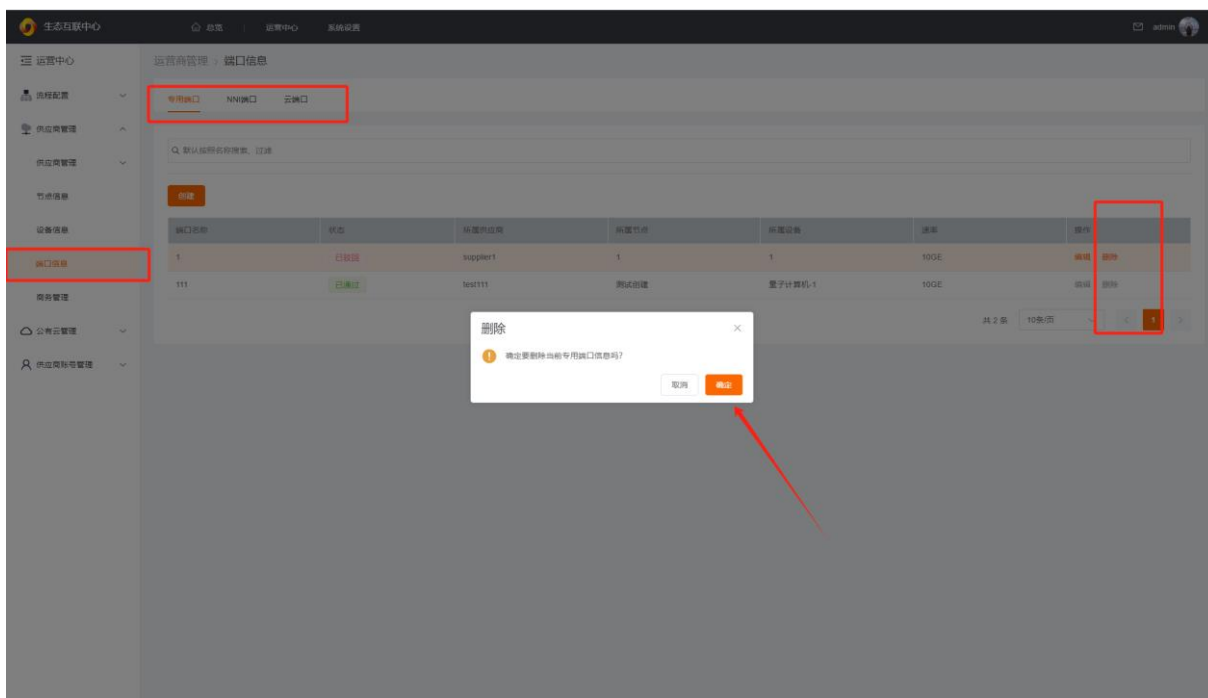 生态互联中心 总览 运营中心 系统设置 admin
运营中心 运营商管理 > 端口信息
流程配置
专用端口 NNI端口 云端口
供应商管理
默认按照名称搜索、过滤
供应商管理
节点信息
创建
设备信息
端口名称 状态 所属供应商 所属节点 所属设备 速率 操作
端口信息
1 已驳回 supplier1 1 1 10GE 编辑 删除
111 已通过 test111 测试创建 量子计算机-1 10GE 编辑 删除
商务管理
共 2 条 10条/页 1
公有云管理
供应商账号管理
删除
确定要删除当前专用端口信息吗?
取消 确定